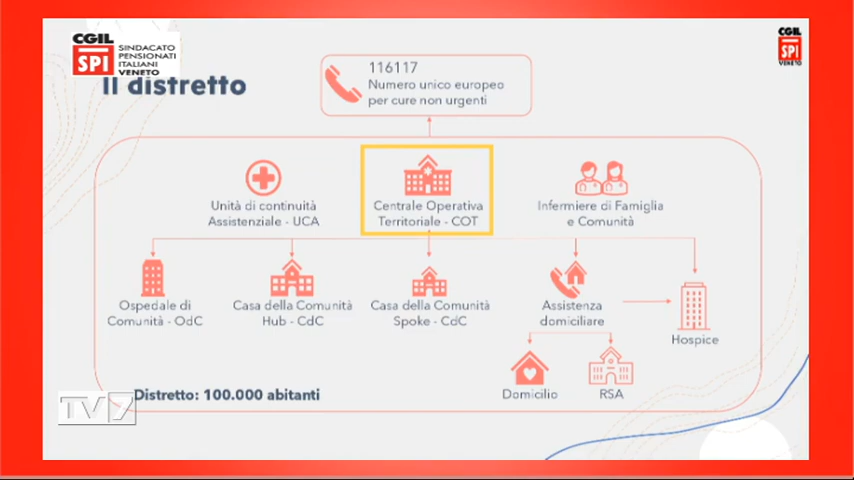 CGIL
SPI
SINDACATO
PENSIONATI
ITALIANI
VENETO
Il distretto
116117
Numero unico europeo
per cure non urgenti
CGIL
SPI
VENETO
Unità di continuità
Assistenziale - UCA
Centrale Operativa
Territoriale - COT
Infermiere di Famiglia
e Comunità
Ospedale di
Comunità - OdC
Casa della Comunità
Hub - CdC
Casa della Comunità
Spoke - CdC
Assistenza
domiciliare
Hospice
Domicilio
RSA
Distretto: 100.000 abitanti
TV7